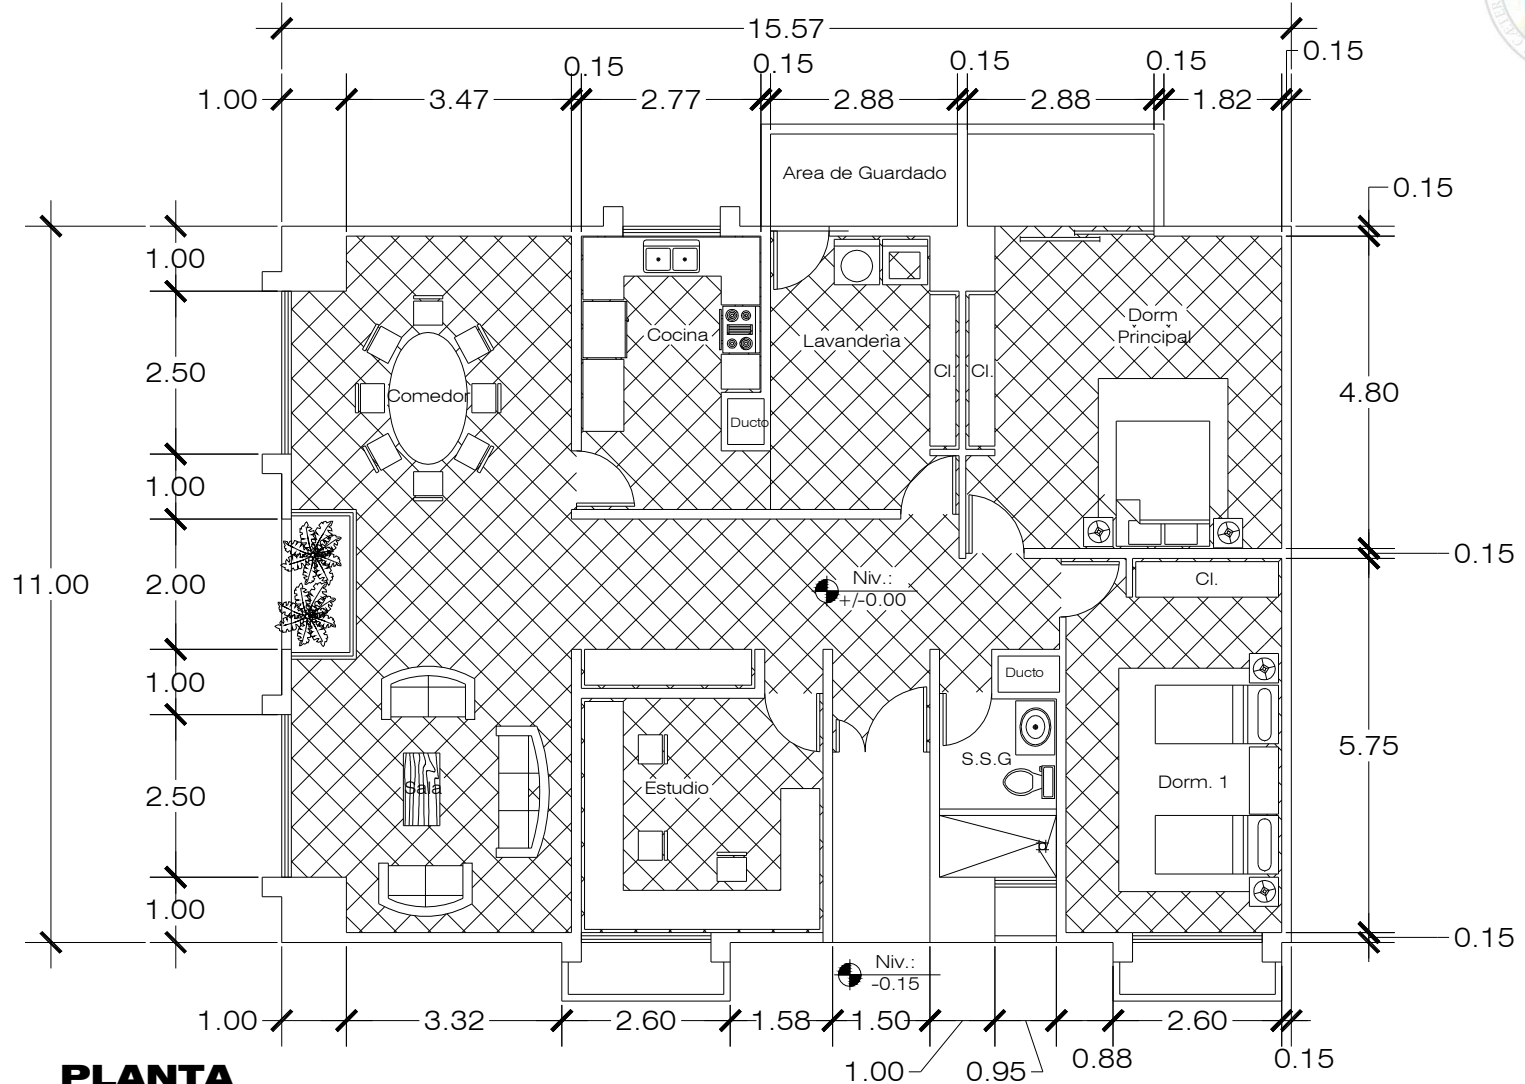 15.57
0.15
0.15
0.15
0.15
0.15
1.00
3.47
2.77
2.88
2.88
1.82
Area de Guardado
0.15
1.00
2.50
1.00
2.00
1.00
2.50
1.00
11.00
Dorm
Principal
Cocina
Lavanderìa
Cl.
Cl.
Comedor
Ducto
4.80
0.15
Niv.:
+/-0.00
Cl.
Ducto
5.75
S.S.G
Sala
Estudio
Dorm. 1
0.15
Niv.:
-0.15
1.00
3.32
2.60
1.58
1.50
2.60
1.00
0.95
0.88
0.15
PLANTA